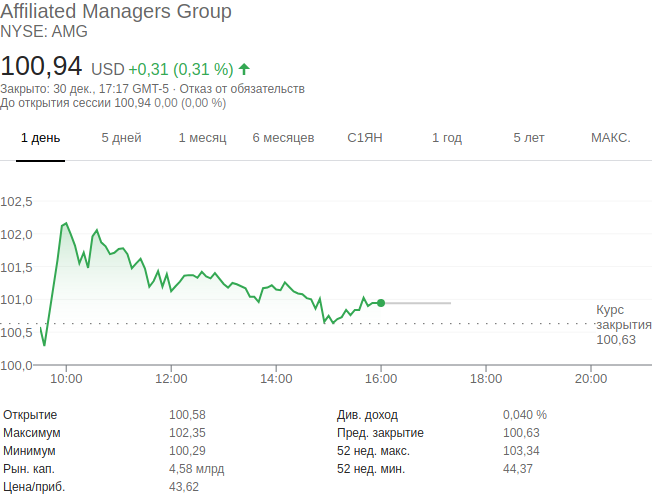 Affiliated Managers Group
NYSE: AMG
100,94 USD +0,31 (0,31 %)
Закрыто: 30 дек., 17:17 GMT-5 · Отказ от обязательств
До открытия сессии 100,94 0,00 (0,00 %)
1 день 5 дней 1 месяц 6 месяцев С1ЯН 1 год 5 лет МАКС.
102,5
102,0
101,5
101,0
100,5
100,0
Курс
закрытия
100,63
10:00 12:00 14:00 16:00 18:00 20:00
Открытие 100,58 Див. доход 0,040 %
Максимум 102,35 Пред. закрытие 100,63
Минимум 100,29 52 нед. макс. 103,34
Рын. кап. 4,58 млрд 52 нед. мин. 44,37
Цена/приб. 43,62